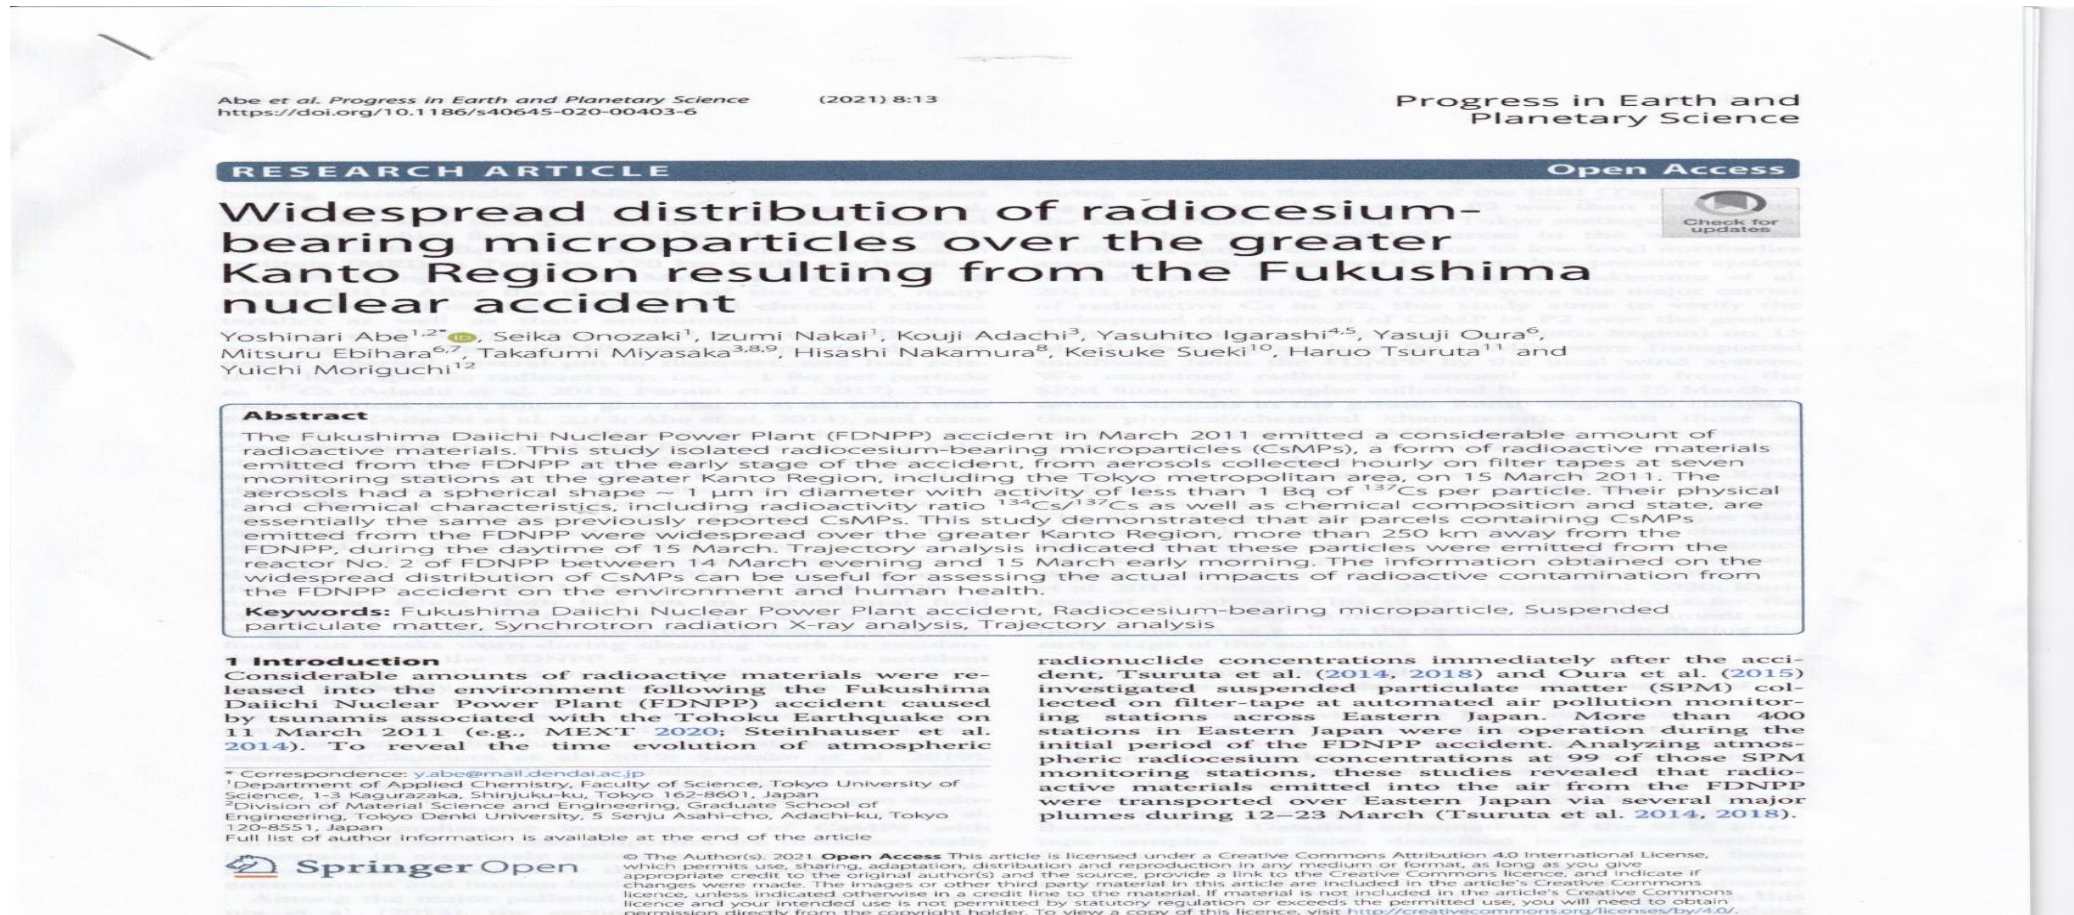 Abe et al. Progress in Earth and Planetary Science (2021) 8:13
https://doi.org/10.1186/s40645-020-00403-6
Progress in Earth and
Planetary Science
RESEARCH ARTICLE Open Access
Widespread distribution of radiocesium-
bearing microparticles over the greater
Kanto Region resulting from the Fukushima
nuclear accident
Check for
updates
Yoshinari Abe1,2* iD, Seika Onozaki1, Izumi Nakai1, Kouji Adachi3, Yasuhito Igarashi4,5, Yasuji Oura6,
Mitsuru Ebihara6,7, Takafumi Miyasaka3,8,9, Hisashi Nakamura8, Keisuke Sueki10, Haruo Tsuruta11 and
Yuichi Moriguchi12
Abstract
The Fukushima Daiichi Nuclear Power Plant (FDNPP) accident in March 2011 emitted a considerable amount of
radioactive materials. This study isolated radiocesium-bearing microparticles (CsMPs), a form of radioactive materials
emitted from the FDNPP at the early stage of the accident, from aerosols collected hourly on filter tapes at seven
monitoring stations at the greater Kanto Region, including the Tokyo metropolitan area, on 15 March 2011. The
aerosols had a spherical shape ~ 1 μm in diameter with activity of less than 1 Bq of 137Cs per particle. Their physical
and chemical characteristics, including radioactivity ratio 134Cs/137Cs as well as chemical composition and state, are
essentially the same as previously reported CsMPs. This study demonstrated that air parcels containing CsMPs
emitted from the FDNPP were widespread over the greater Kanto Region, more than 250 km away from the
FDNPP, during the daytime of 15 March. Trajectory analysis indicated that these particles were emitted from the
reactor No. 2 of FDNPP between 14 March evening and 15 March early morning. The information obtained on the
widespread distribution of CsMPs can be useful for assessing the actual impacts of radioactive contamination from
the FDNPP accident on the environment and human health.
Keywords: Fukushima Daiichi Nuclear Power Plant accident, Radiocesium-bearing microparticle, Suspended
particulate matter, Synchrotron radiation X-ray analysis, Trajectory analysis
1 Introduction
Considerable amounts of radioactive materials were re-
leased into the environment following the Fukushima
Daiichi Nuclear Power Plant (FDNPP) accident caused
by tsunamis associated with the Tohoku Earthquake on
11 March 2011 (e.g., MEXT 2020; Steinhauser et al.
2014). To reveal the time evolution of atmospheric
* Correspondence: y.abe@mail.dendai.ac.jp
1Department of Applied Chemistry, Faculty of Science, Tokyo University of
Science, 1-3 Kagurazaka, Shinjuku-ku, Tokyo 162-8601, Japan
2Division of Material Science and Engineering, Graduate School of
Engineering, Tokyo Denki University, 5 Senju Asahi-cho, Adachi-ku, Tokyo
120-8551, Japan
Full list of author information is available at the end of the article
radionuclide concentrations immediately after the acci-
dent, Tsuruta et al. (2014, 2018) and Oura et al. (2015)
investigated suspended particulate matter (SPM) col-
lected on filter-tape at automated air pollution monitor-
ing stations across Eastern Japan. More than 400
stations in Eastern Japan were in operation during the
initial period of the FDNPP accident. Analyzing atmos-
pheric radiocesium concentrations at 99 of those SPM
monitoring stations, these studies revealed that radio-
active materials emitted into the air from the FDNPP
were transported over Eastern Japan via several major
plumes during 12–23 March (Tsuruta et al. 2014, 2018).
Springer Open
© The Author(s). 2021 Open Access This article is licensed under a Creative Commons Attribution 4.0 International License,
which permits use, sharing, adaptation, distribution and reproduction in any medium or format, as long as you give
appropriate credit to the original author(s) and the source, provide a link to the Creative Commons licence, and indicate if
changes were made. The images or other third party material in this article are included in the article's Creative Commons
licence, unless indicated otherwise in a credit line to the material. If material is not included in the article's Creative Commons
licence and your intended use is not permitted by statutory regulation or exceeds the permitted use, you will need to obtain
permission directly from the copyright holder. To view a copy of this licence, visit http://creativecommons.org/licenses/by/4.0/.